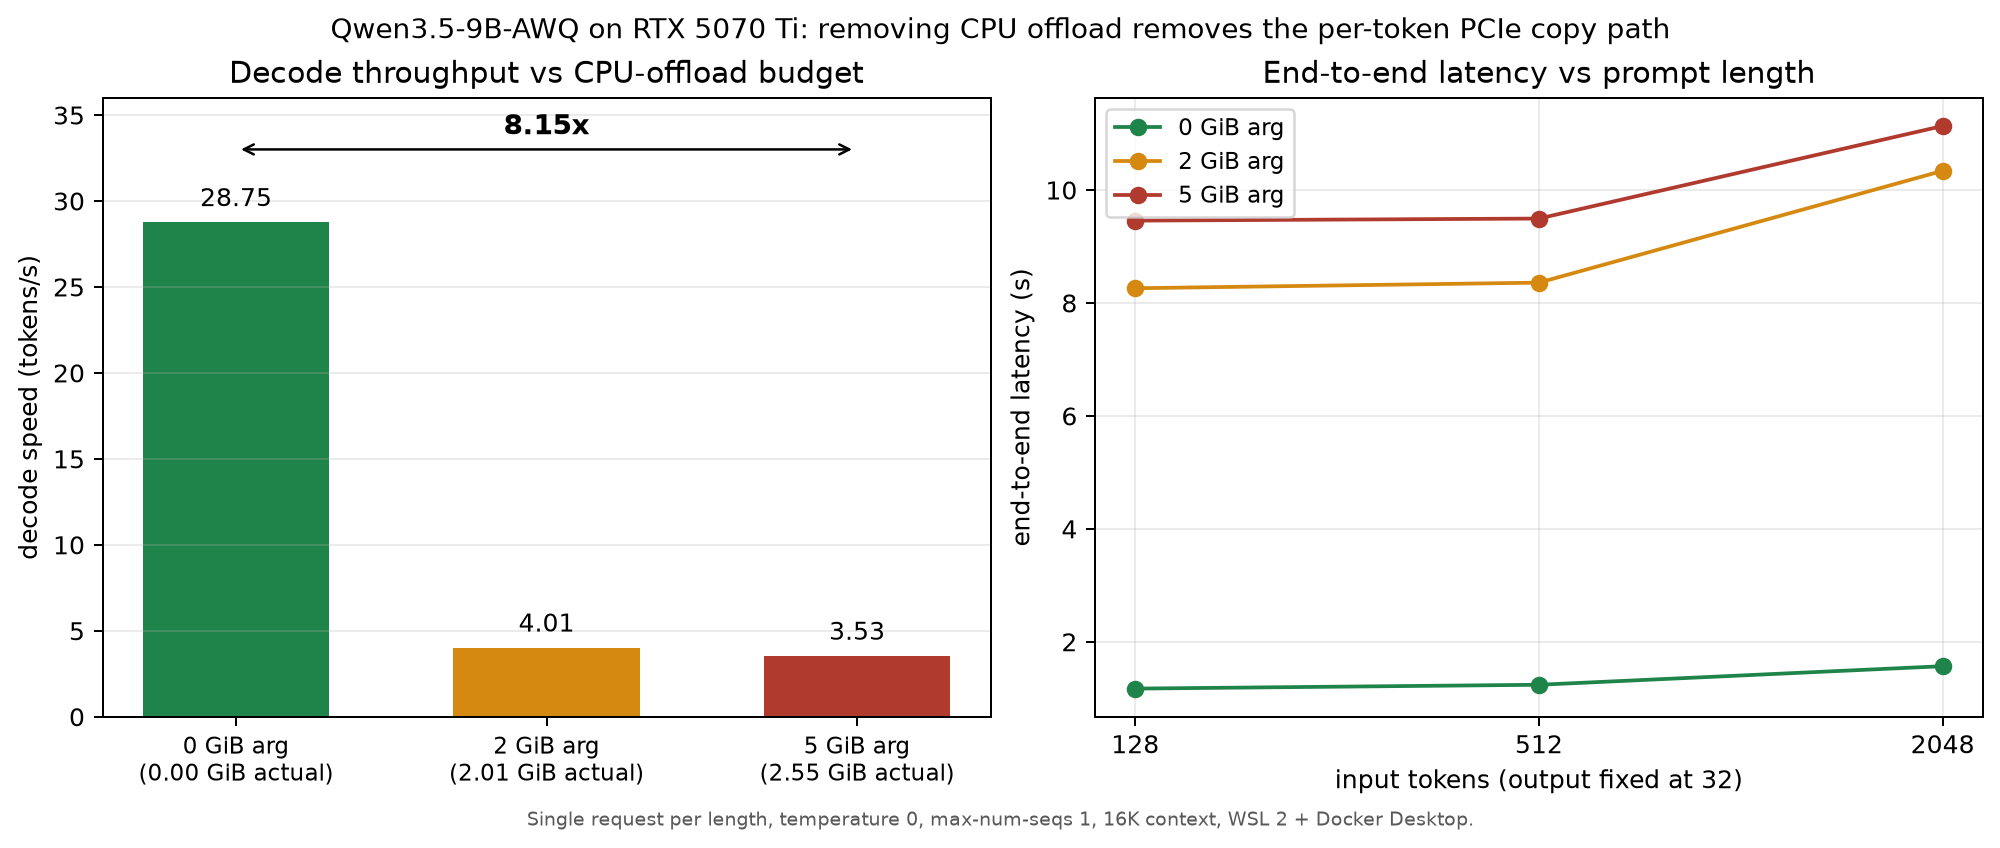 Qwen3.5-9B-AWQ on RTX 5070 Ti: removing CPU offload removes the per-token PCIe copy path
Decode throughput vs CPU-offload budget
35
30
25
20
15
10
5
0
decode speed (tokens/s)
8.15x
28.75
4.01
3.53
0 GiB arg
(0.00 GiB actual)
2 GiB arg
(2.01 GiB actual)
5 GiB arg
(2.55 GiB actual)
End-to-end latency vs prompt length
0 GiB arg
2 GiB arg
5 GiB arg
10
8
6
4
2
end-to-end latency (s)
128
512
2048
input tokens (output fixed at 32)
Single request per length, temperature 0, max-num-seqs 1, 16K context, WSL 2 + Docker Desktop.